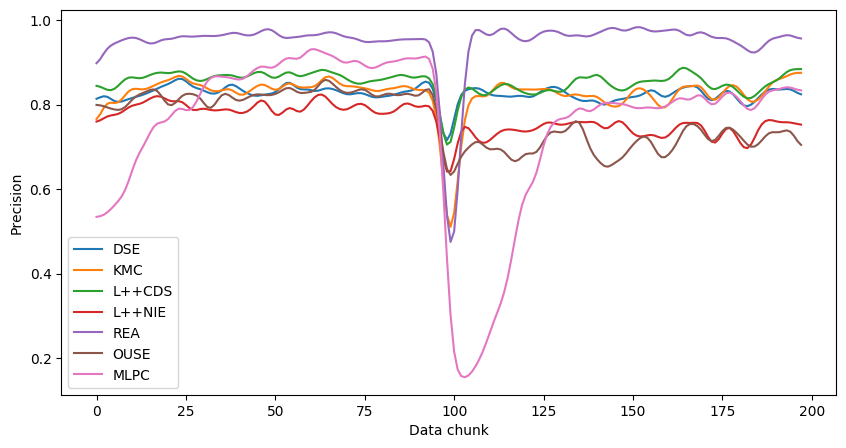 1.0
0.8
0.6
0.4
0.2
Precision
DSE
KMC
L++CDS
L++NIE
REA
OUSE
MLPC
0 25 50 75 100 125 150 175 200
Data chunk